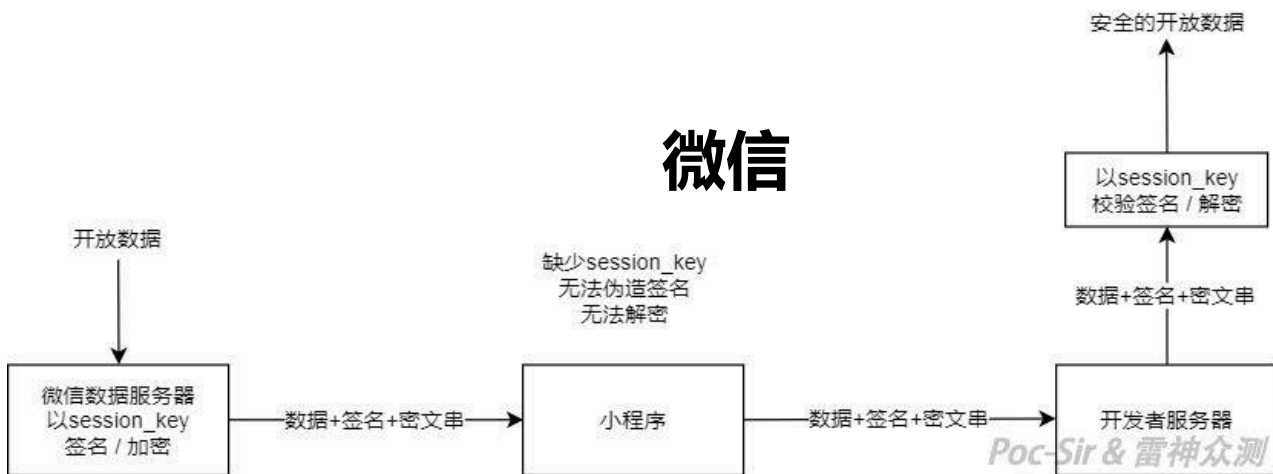 安全的开放数据
微信
以session_key
校验签名 / 解密
开放数据
缺少session_key
无法伪造签名
无法解密
数据+签名+密文串
微信数据服务器
以session_key
签名 / 加密
数据+签名+密文串
小程序
数据+签名+密文串
开发者服务器
Poc-Sir & 雷神众测